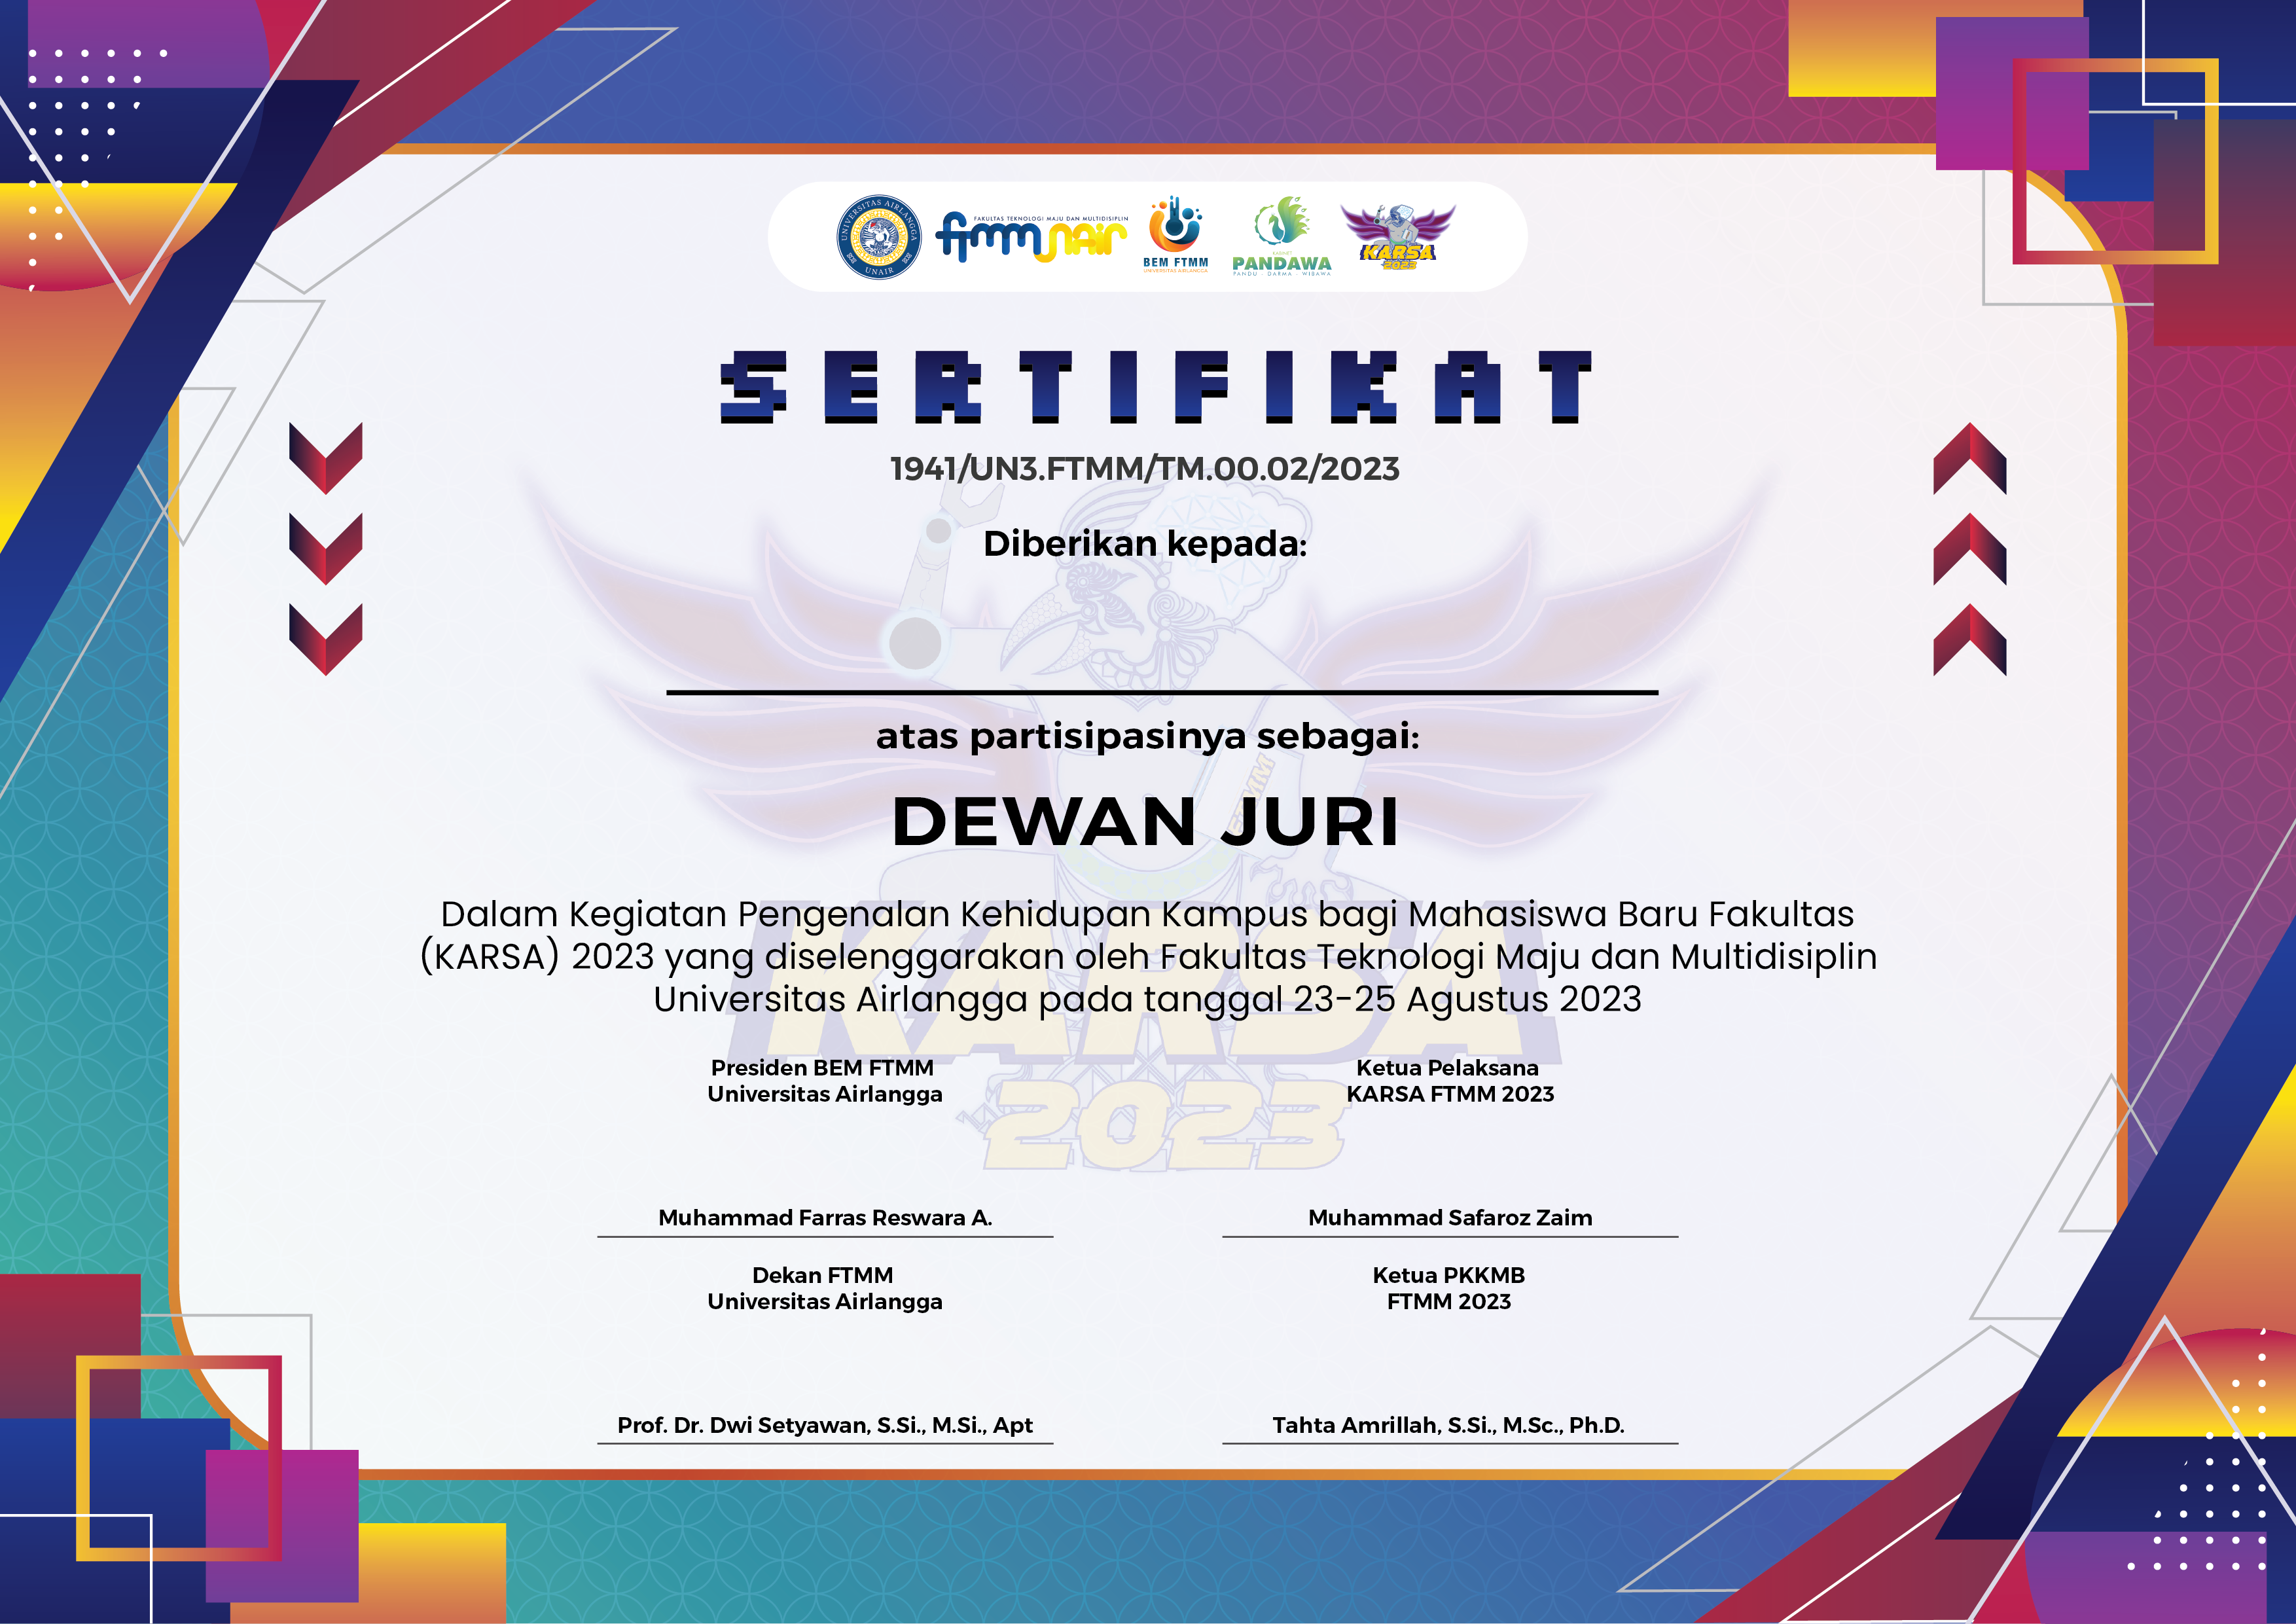 UNIVERSITAS AIRLANGGA
UNAIR
FAKULTAS TEKNOLOGI MAJU DAN MULTIDISIPLIN
ftmm UNAIR
BEM FTMM
UNIVERSITAS AIRLANGGA
KABINET
PANDAWA
PANDU · DARMA · WIBAWA
KARSA
2023
SERTIFIKAT
1941/UN3.FTMM/TM.00.02/2023
Diberikan kepada:
atas partisipasinya sebagai:
DEWAN JURI
Dalam Kegiatan Pengenalan Kehidupan Kampus bagi Mahasiswa Baru Fakultas
(KARSA) 2023 yang diselenggarakan oleh Fakultas Teknologi Maju dan Multidisiplin
Universitas Airlangga pada tanggal 23-25 Agustus 2023
FTMM
KARSA
2023
Presiden BEM FTMM
Universitas Airlangga
Ketua Pelaksana
KARSA FTMM 2023
Muhammad Farras Reswara A.
Muhammad Safaroz Zaim
Dekan FTMM
Universitas Airlangga
Ketua PKKMB
FTMM 2023
Prof. Dr. Dwi Setyawan, S.Si., M.Si., Apt
Tahta Amrillah, S.Si., M.Sc., Ph.D.